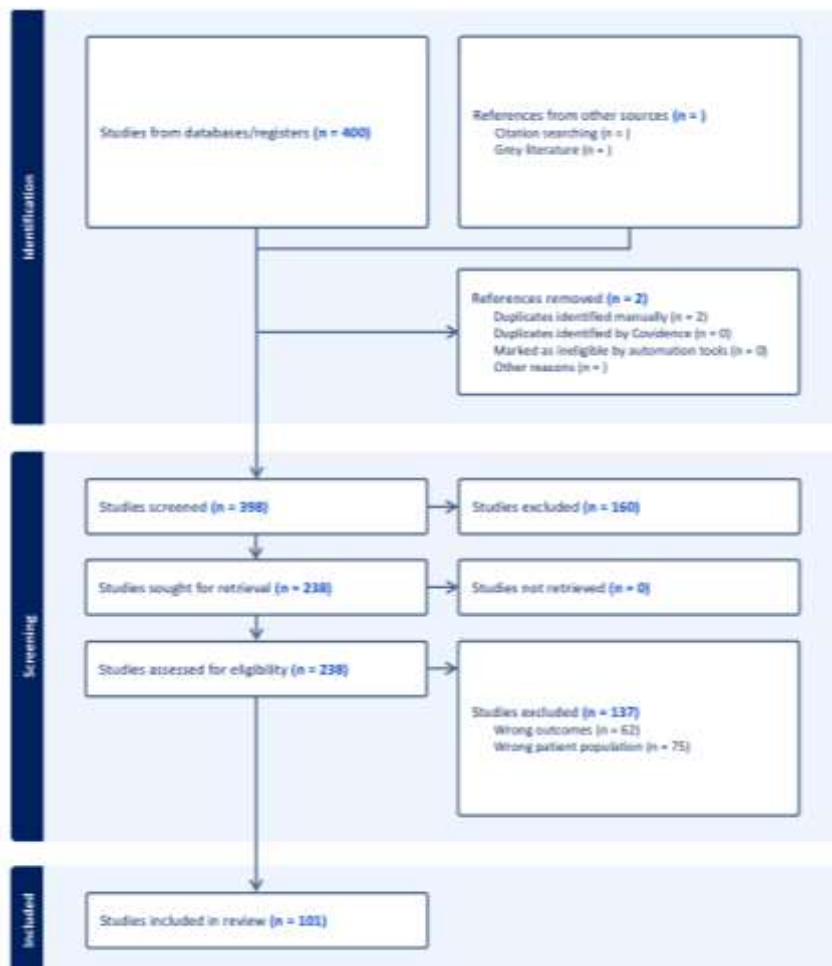 Identification
Studies from databases/registers (n = 400)
References from other sources (n = )
Citation searching (n = )
Grey literature (n = )
References removed (n = 2)
Duplicates identified manually (n = 2)
Duplicates identified by Covidence (n = 0)
Marked as ineligible by automation tools (n = 0)
Other reasons (n = )
Screening
Studies screened (n = 398)
Studies excluded (n = 160)
Studies sought for retrieval (n = 238)
Studies not retrieved (n = 0)
Studies assessed for eligibility (n = 238)
Studies excluded (n = 137)
Wrong outcomes (n = 62)
Wrong patient population (n = 75)
Included
Studies included in review (n = 101)